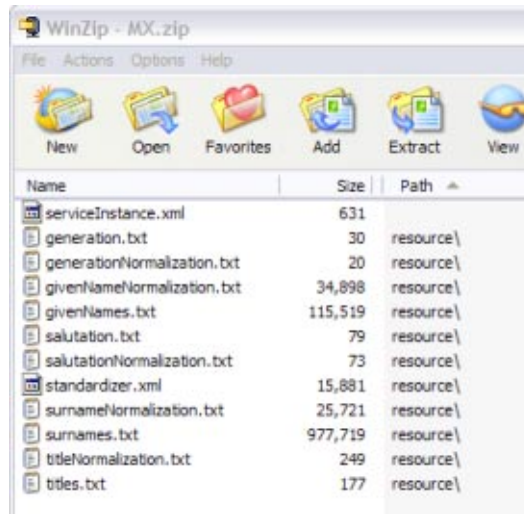 WinZip - MX.zip
File Actions Options Help
New Open Favorites Add Extract View
Name Size Path
serviceInstance.xml 631
generation.txt 30 resource\
generationNormalization.txt 20 resource\
givenNameNormalization.txt 34,898 resource\
givenNames.txt 115,519 resource\
salutation.txt 79 resource\
salutationNormalization.txt 73 resource\
standardizer.xml 15,881 resource\
surnameNormalization.txt 25,721 resource\
surnames.txt 977,719 resource\
titleNormalization.txt 249 resource\
titles.txt 177 resource\